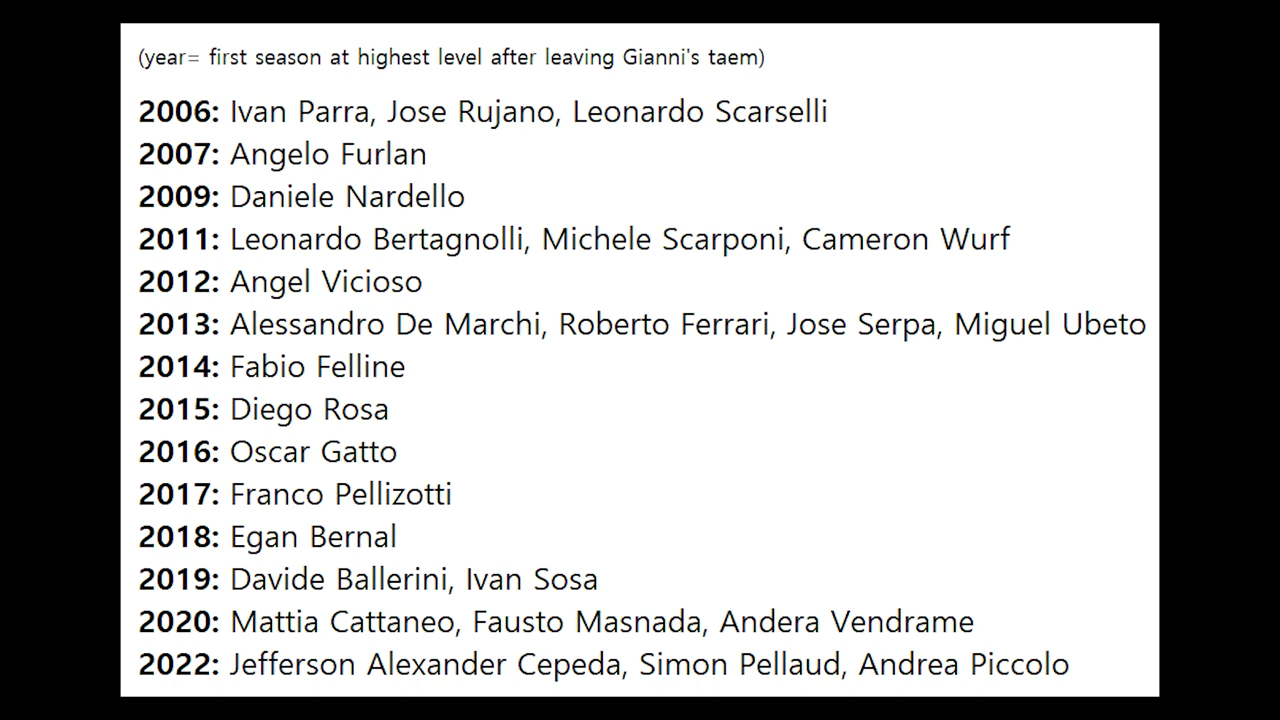 (year= first season at highest level after leaving Gianni's taem)
2006: Ivan Parra, Jose Rujano, Leonardo Scarselli
2007: Angelo Furlan
2009: Daniele Nardello
2011: Leonardo Bertagnolli, Michele Scarponi, Cameron Wurf
2012: Angel Vicioso
2013: Alessandro De Marchi, Roberto Ferrari, Jose Serpa, Miguel Ubeto
2014: Fabio Felline
2015: Diego Rosa
2016: Oscar Gatto
2017: Franco Pellizotti
2018: Egan Bernal
2019: Davide Ballerini, Ivan Sosa
2020: Mattia Cattaneo, Fausto Masnada, Andera Vendrame
2022: Jefferson Alexander Cepeda, Simon Pellaud, Andrea Piccolo